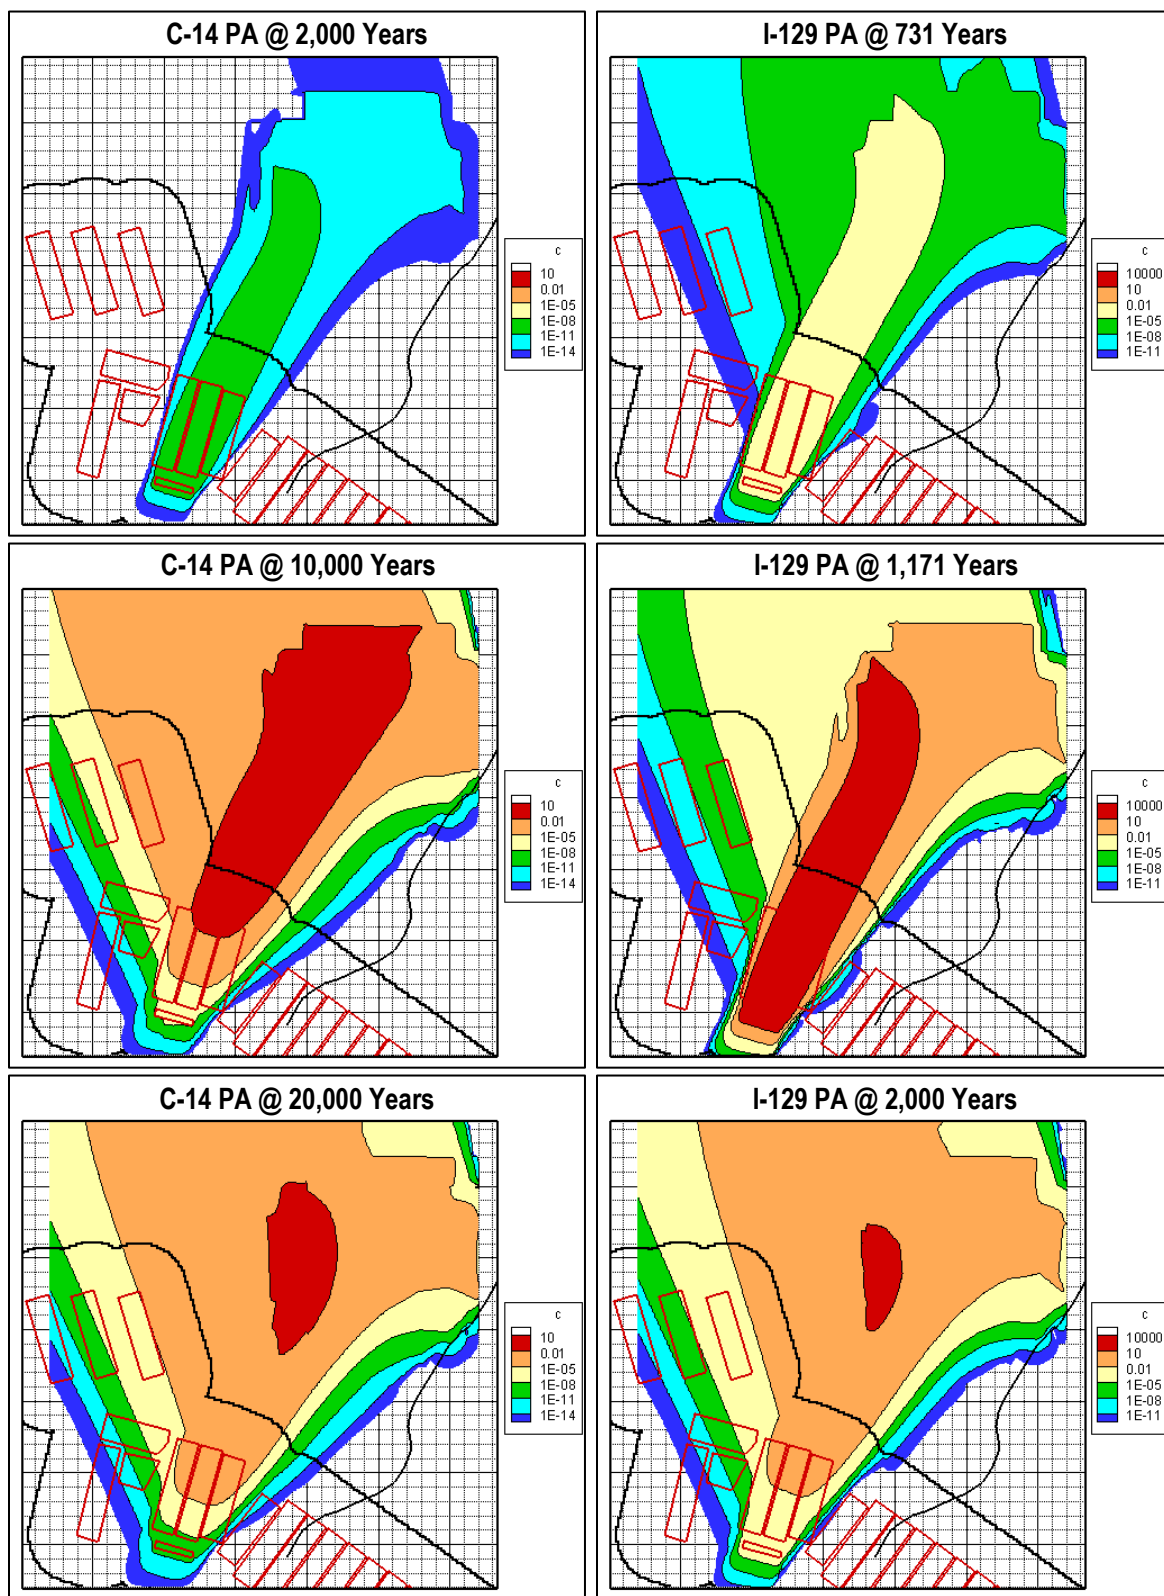 C-14 PA @ 2,000 Years
c
10
0.01
1E-05
1E-08
1E-11
1E-14
I-129 PA @ 731 Years
c
10000
10
0.01
1E-05
1E-08
1E-11
C-14 PA @ 10,000 Years
c
10
0.01
1E-05
1E-08
1E-11
1E-14
I-129 PA @ 1,171 Years
c
10000
10
0.01
1E-05
1E-08
1E-11
C-14 PA @ 20,000 Years
c
10
0.01
1E-05
1E-08
1E-11
1E-14
I-129 PA @ 2,000 Years
c
10000
10
0.01
1E-05
1E-08
1E-11